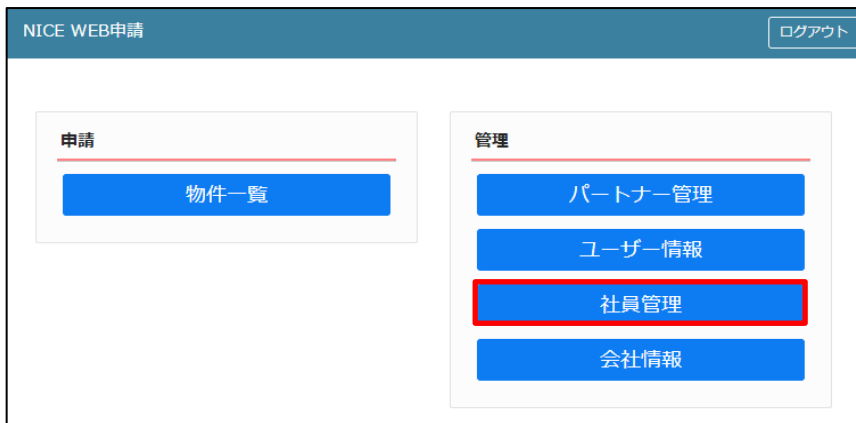 NICE WEB申請
ログアウト
申請
物件一覧
管理
パートナー管理
ユーザー情報
社員管理
会社情報